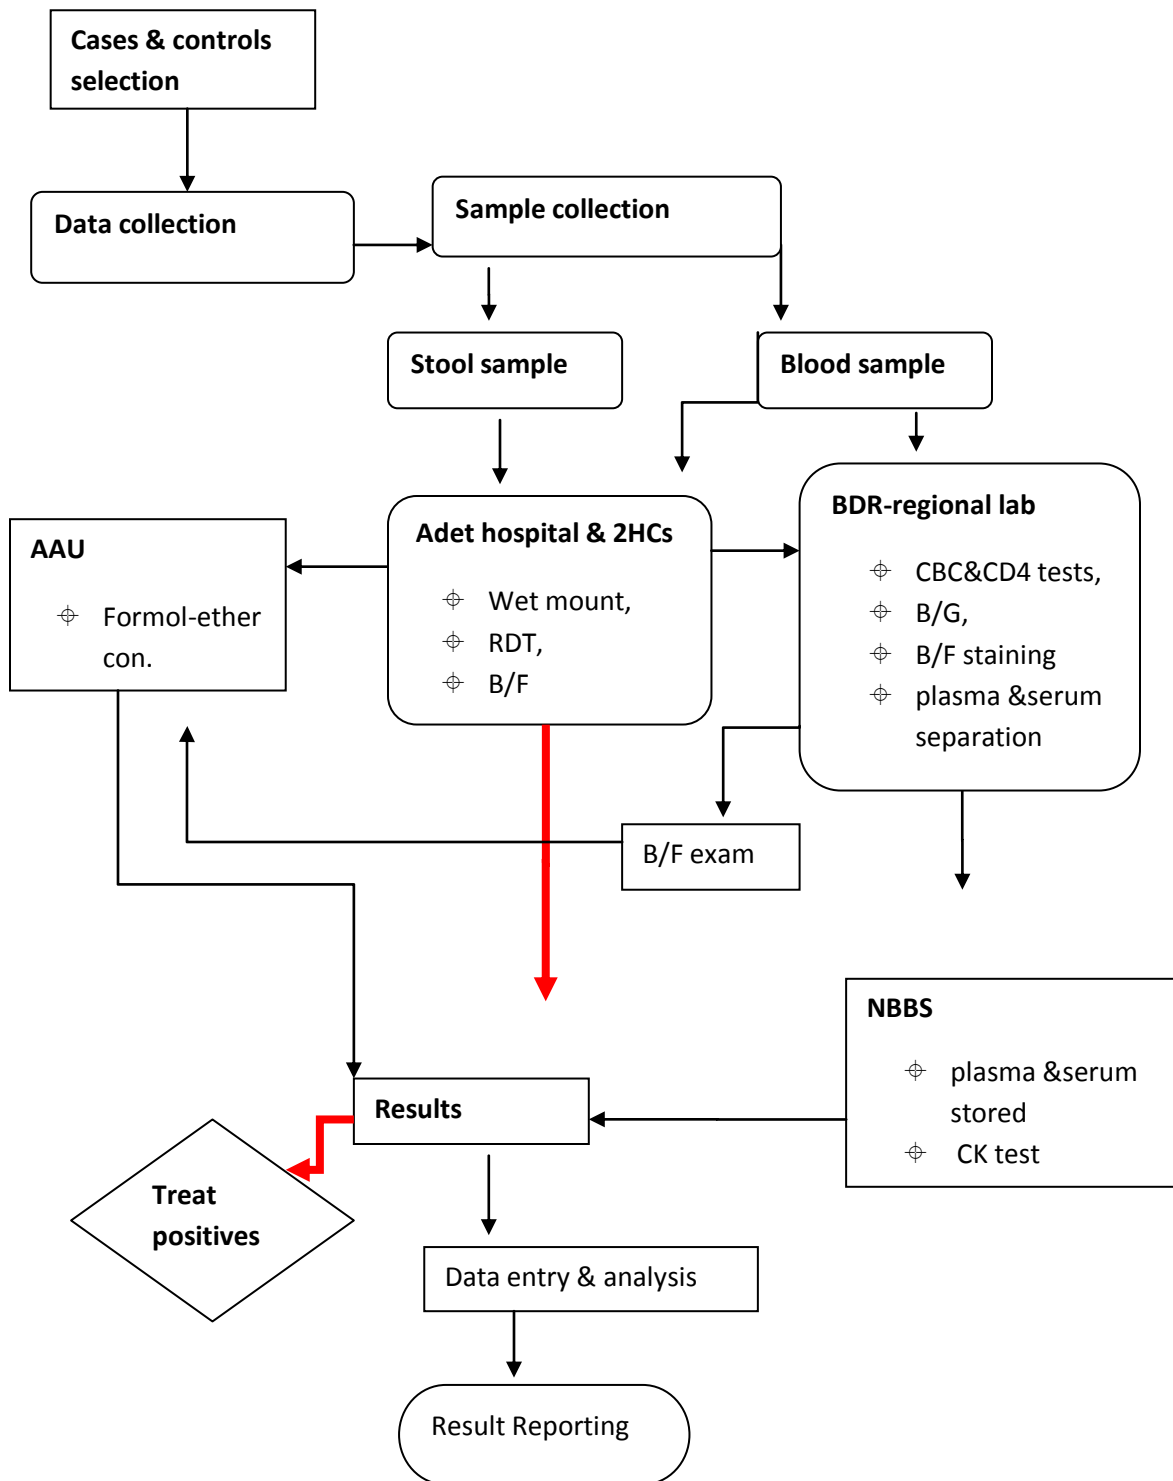 Cases & controls
selection
Data collection
Sample collection
Stool sample
Blood sample
AAU
Formol-ether
con.
Adet hospital & 2HCs
Wet mount,
RDT,
B/F
BDR-regional lab
CBC&CD4 tests,
B/G,
B/F staining
plasma &serum
separation
B/F exam
NBBS
plasma &serum
stored
CK test
Results
Treat
positives
Data entry & analysis
Result Reporting